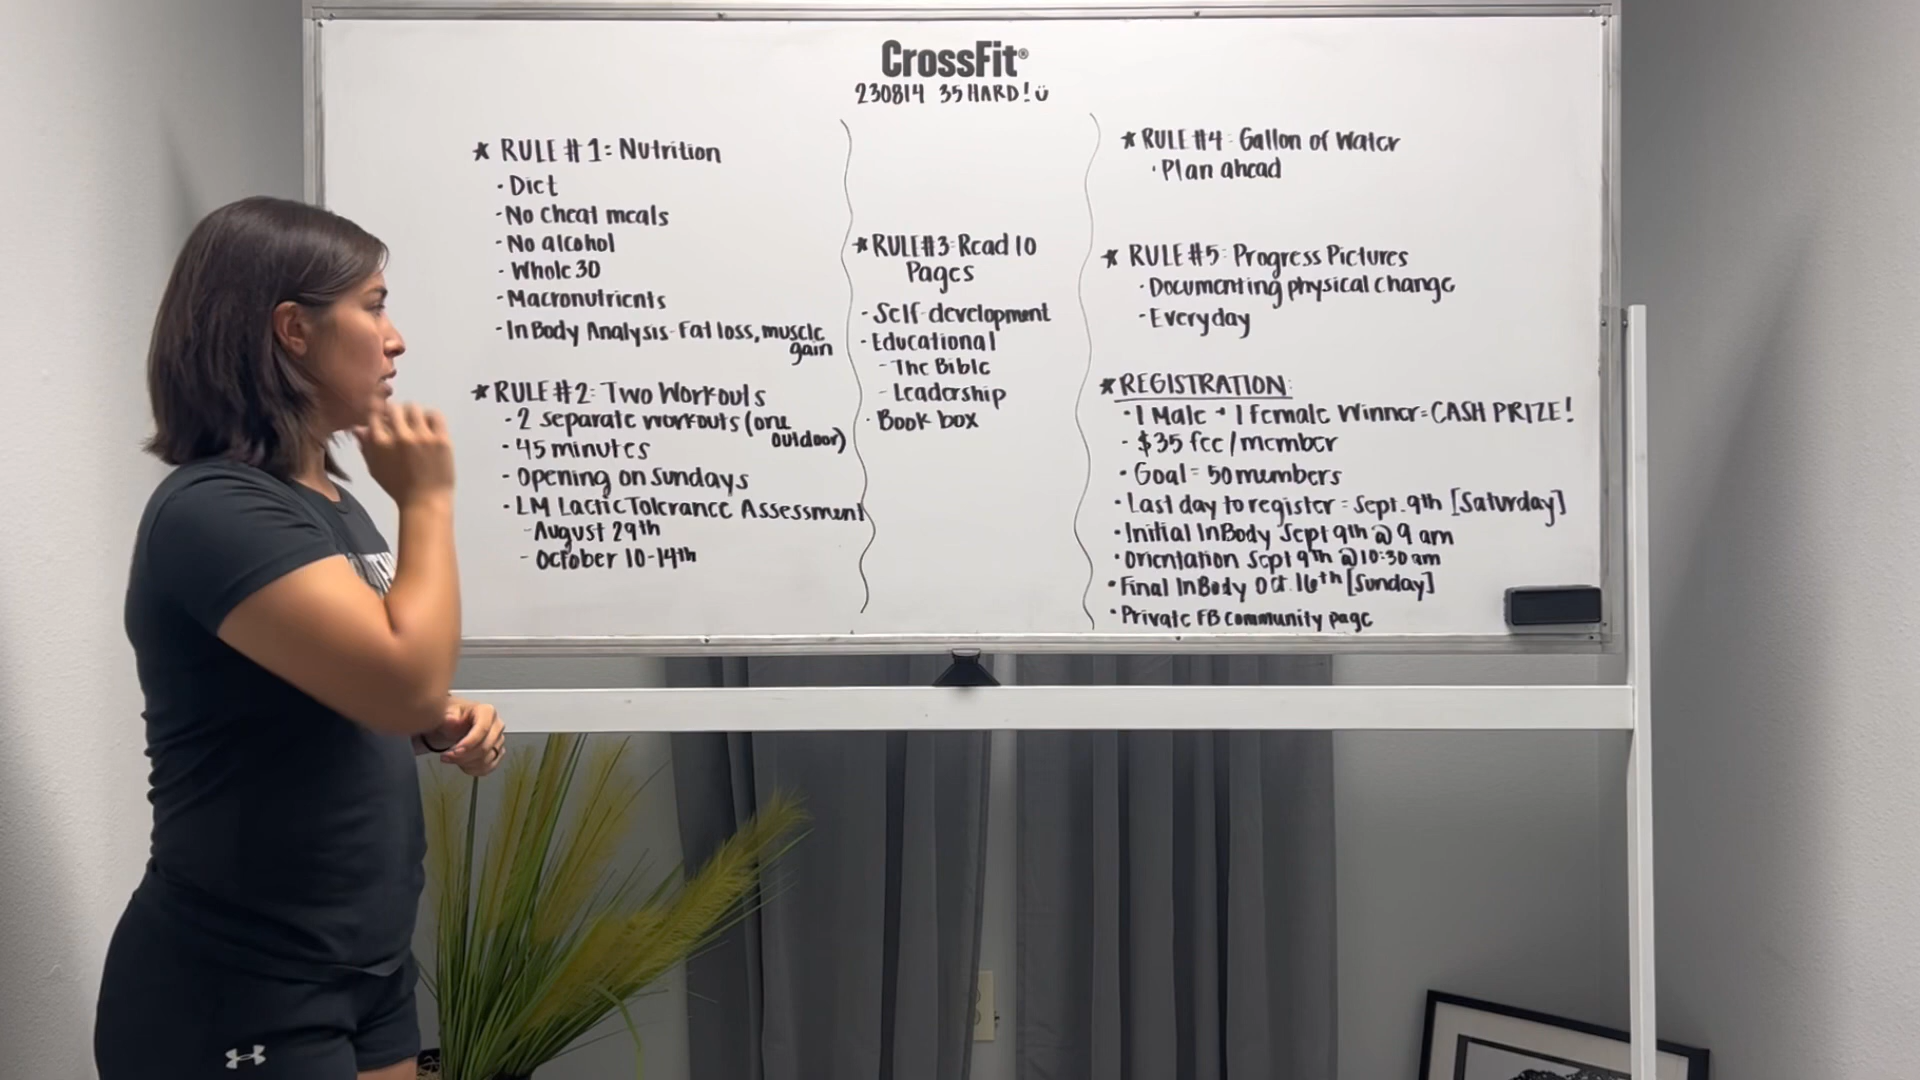 CrossFit®
230814 35 HARD! ü
★ RULE #1: Nutrition
· Diet
- No cheat meals
- No alcohol
- Whole 30
- Macronutrients
- InBody Analysis - Fat loss, muscle
gain
★ RULE #2: Two Workouts
- 2 separate workouts (one
outdoor)
- 45 minutes
- Opening on Sundays
· LM Lactic Tolerance Assessment
- August 29th
- October 10-14th
★ RULE #3: Read 10
Pages
- Self-development
- Educational
- The Bible
- Leadership
· Book box
★ RULE #4: Gallon of Water
· Plan ahead
★ RULE #5: Progress Pictures
· Documenting physical change
- Everyday
★ REGISTRATION:
· 1 Male + 1 Female Winner = CASH PRIZE!
- $35 fee / member
· Goal = 50 members
· Last day to register = Sept. 9th [Saturday]
· Initial InBody Sept 9th @ 9 am
· Orientation Sept 9th @ 10:30 am
· Final InBody Oct. 16th [Sunday]
· Private FB community page